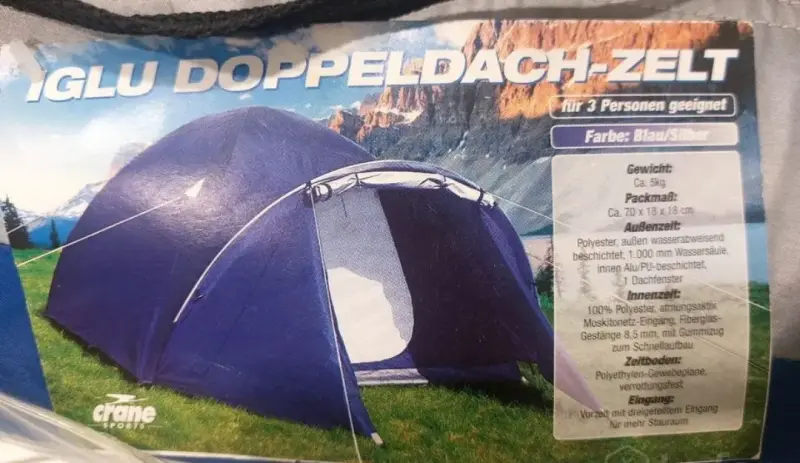 IGLU DOPPELDACH-ZELT
für 3 Personen geeignet
Farbe: Blau/Silber
Gewicht:
Ca. 5kg
Packmaß:
Ca. 70 x 18 x 18 cm
Außenzelt:
Polyester, außen wasserabweisend
beschichtet, 1.000 mm Wassersäule,
innen Alu/PU-beschichtet,
1 Dachfenster
Innenzelt:
100% Polyester, atmungsaktiv,
Moskitonetz-Eingang, Fiberglas-
Gestänge 8,5 mm, mit Gummizug
zum Schnellaufbau
Zeltboden:
Polyethylen-Gewebeplane,
verrottungsfest
Eingang:
Vorzelt mit dreigeteiltem Eingang
für mehr Stauraum
crane
SPORTS